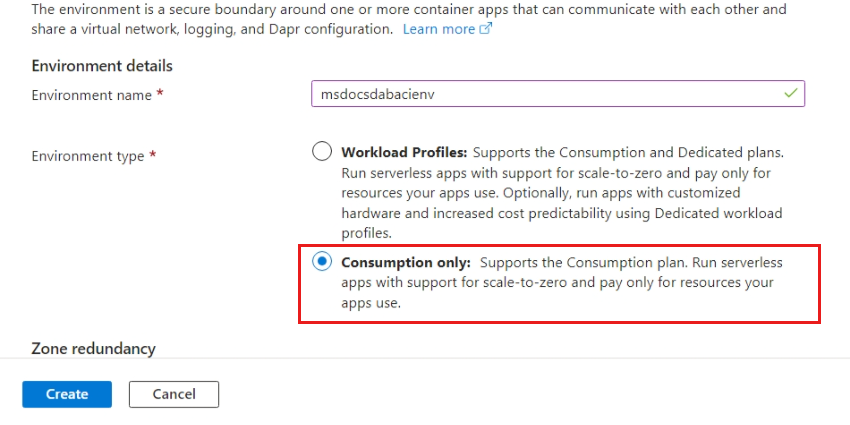 The environment is a secure boundary around one or more container apps that can communicate with each other and
share a virtual network, logging, and Dapr configuration. Learn more
Environment details
Environment name *
msdocsdabacienv
Environment type *
Workload Profiles: Supports the Consumption and Dedicated plans.
Run serverless apps with support for scale-to-zero and pay only for
resources your apps use. Optionally, run apps with customized
hardware and increased cost predictability using Dedicated workload
profiles.
Consumption only: Supports the Consumption plan. Run serverless
apps with support for scale-to-zero and pay only for resources your
apps use.
Zone redundancy
Create
Cancel